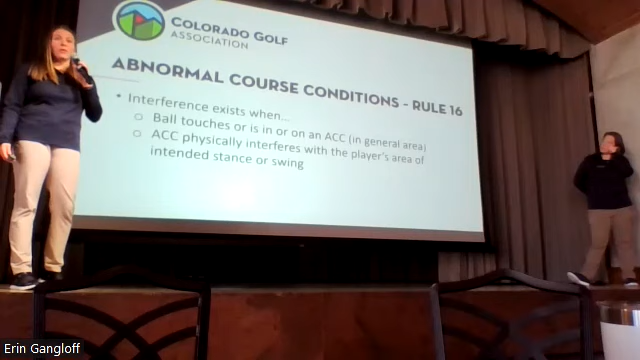 COLORADO GOLF
ASSOCIATION
ABNORMAL COURSE CONDITIONS - RULE 16
• Interference exists when...
o Ball touches or is in or on an ACC (in general area)
o ACC physically interferes with the player's area of
intended stance or swing
Erin Gangloff